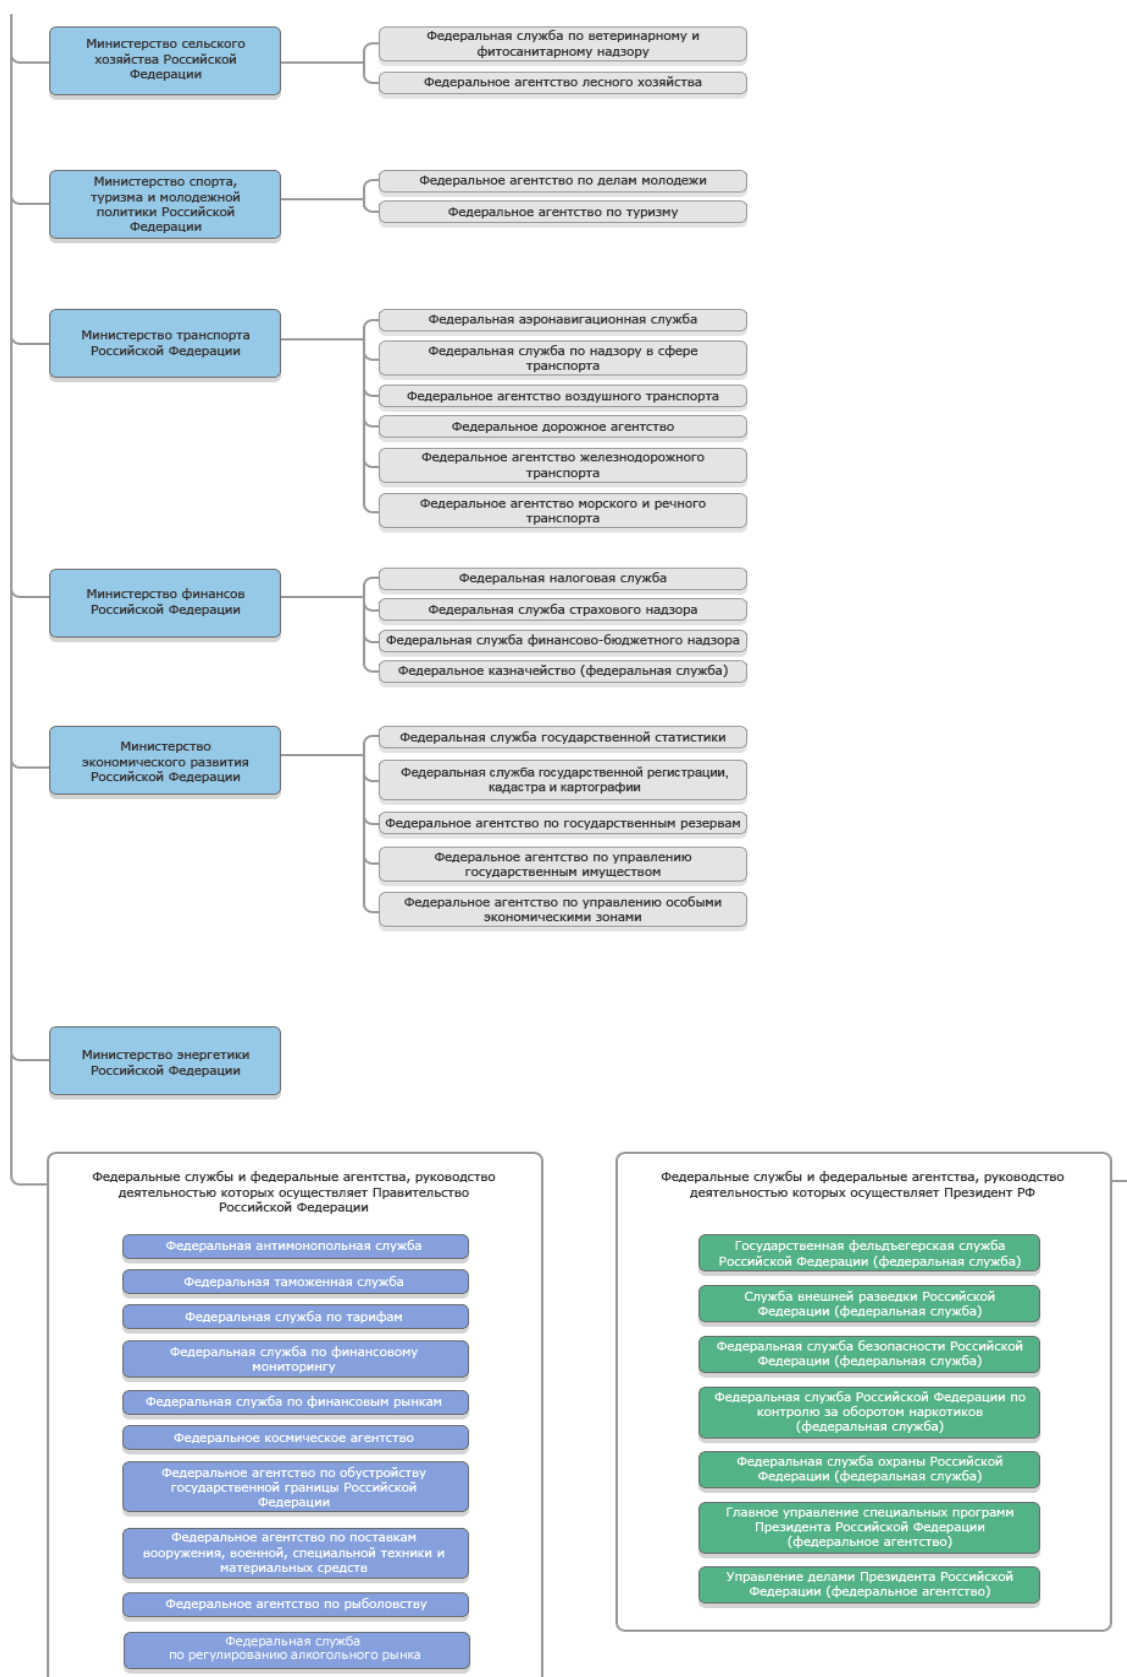 Министерство сельского
хозяйства Российской
Федерации
Федеральная служба по ветеринарному и
фитосанитарному надзору
Федеральное агентство лесного хозяйства
Министерство спорта,
туризма и молодежной
политики Российской
Федерации
Федеральное агентство по делам молодежи
Федеральное агентство по туризму
Министерство транспорта
Российской Федерации
Федеральная аэронавигационная служба
Федеральная служба по надзору в сфере
транспорта
Федеральное агентство воздушного транспорта
Федеральное дорожное агентство
Федеральное агентство железнодорожного
транспорта
Федеральное агентство морского и речного
транспорта
Министерство финансов
Российской Федерации
Федеральная налоговая служба
Федеральная служба страхового надзора
Федеральная служба финансово-бюджетного надзора
Федеральное казначейство (федеральная служба)
Министерство
экономического развития
Российской Федерации
Федеральная служба государственной статистики
Федеральная служба государственной регистрации,
кадастра и картографии
Федеральное агентство по государственным резервам
Федеральное агентство по управлению
государственным имуществом
Федеральное агентство по управлению особыми
экономическими зонами
Министерство энергетики
Российской Федерации
Федеральные службы и федеральные агентства, руководство
деятельностью которых осуществляет Правительство
Российской Федерации
Федеральная антимонопольная служба
Федеральная таможенная служба
Федеральная служба по тарифам
Федеральная служба по финансовому
мониторингу
Федеральная служба по финансовым рынкам
Федеральное космическое агентство
Федеральное агентство по обустройству
государственной границы Российской
Федерации
Федеральное агентство по поставкам
вооружения, военной, специальной техники и
материальных средств
Федеральное агентство по рыболовству
Федеральная служба
по регулированию алкогольного рынка
Федеральные службы и федеральные агентства, руководство
деятельностью которых осуществляет Президент РФ
Государственная фельдъегерская служба
Российской Федерации (федеральная служба)
Служба внешней разведки Российской
Федерации (федеральная служба)
Федеральная служба безопасности Российской
Федерации (федеральная служба)
Федеральная служба Российской Федерации по
контролю за оборотом наркотиков
(федеральная служба)
Федеральная служба охраны Российской
Федерации (федеральная служба)
Главное управление специальных программ
Президента Российской Федерации
(федеральное агентство)
Управление делами Президента Российской
Федерации (федеральное агентство)